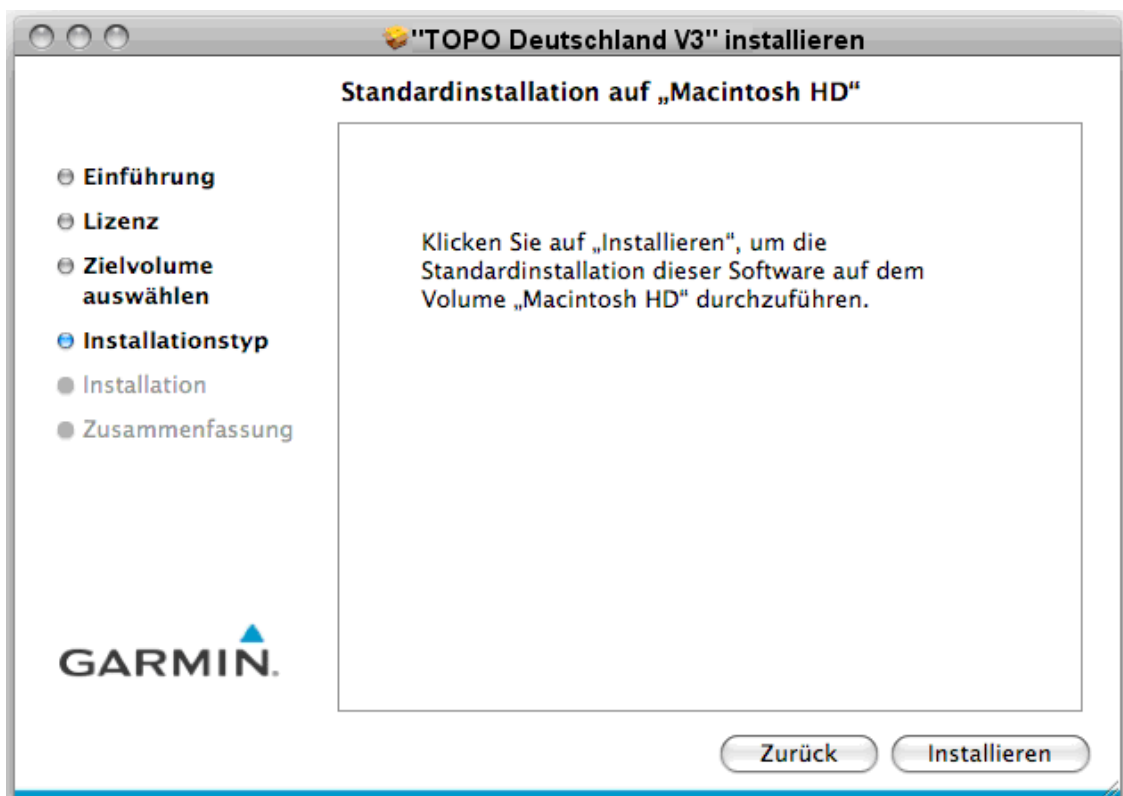 "TOPO Deutschland V3" installieren
Standardinstallation auf „Macintosh HD“
Einführung
Lizenz
Zielvolume
auswählen
Installationstyp
Installation
Zusammenfassung
Klicken Sie auf „Installieren“, um die
Standardinstallation dieser Software auf dem
Volume „Macintosh HD“ durchzuführen.
GARMIN.
Zurück
Installieren